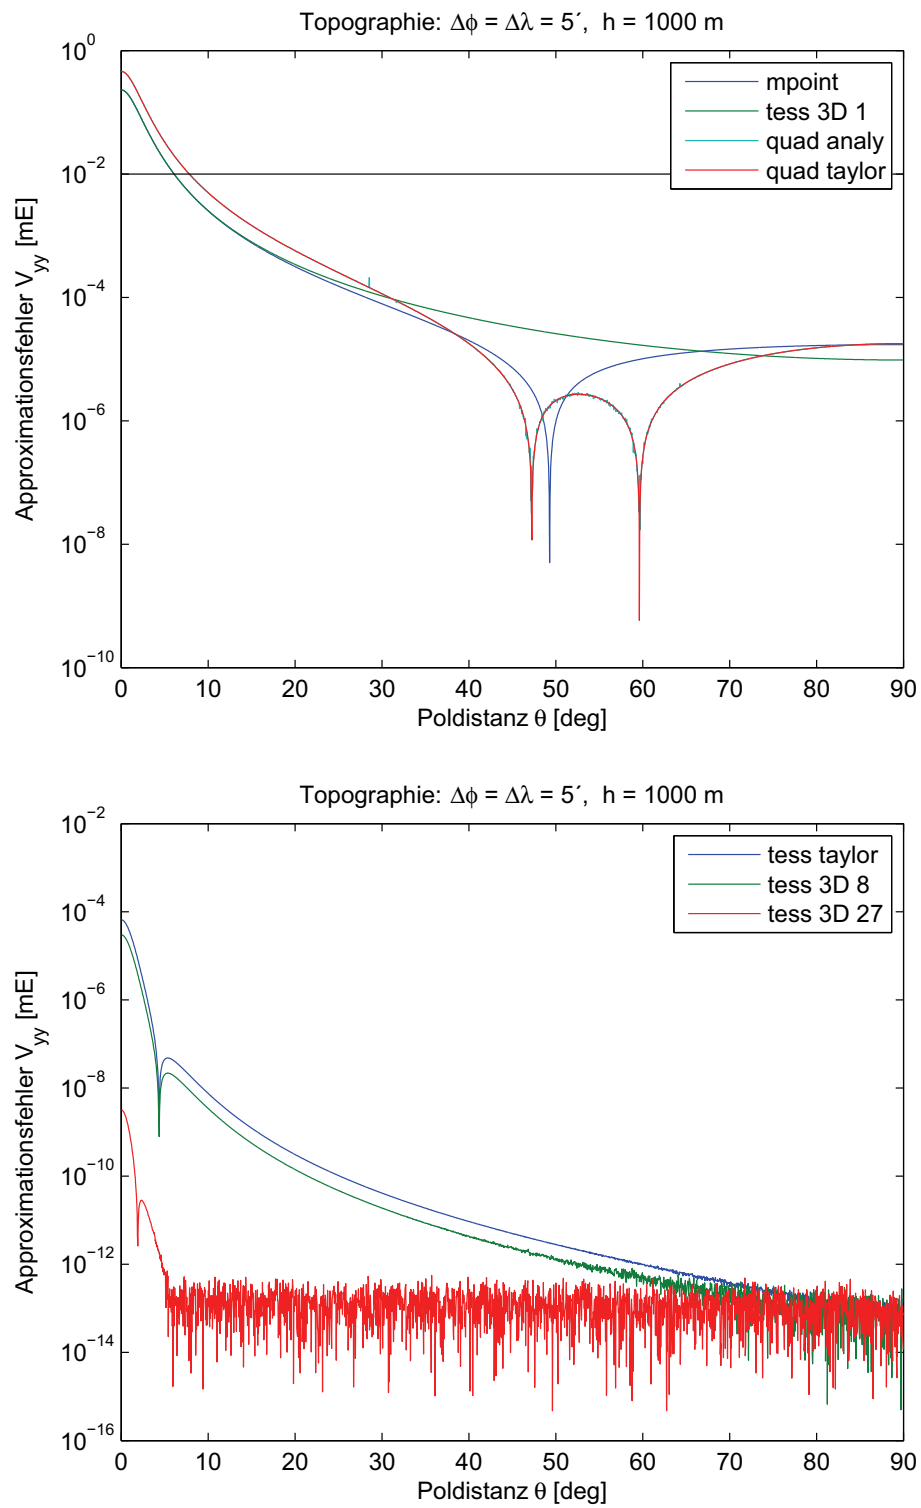 Topographie: Δϕ = Δλ = 5´, h = 1000 m
10^0
10^−2
10^−4
10^−6
10^−8
10^−10
Approximationsfehler V_yy [mE]
mpoint
tess 3D 1
quad analy
quad taylor
0 10 20 30 40 50 60 70 80 90
Poldistanz θ [deg]
Topographie: Δϕ = Δλ = 5´, h = 1000 m
10^−2
10^−4
10^−6
10^−8
10^−10
10^−12
10^−14
10^−16
Approximationsfehler V_yy [mE]
tess taylor
tess 3D 8
tess 3D 27
0 10 20 30 40 50 60 70 80 90
Poldistanz θ [deg]